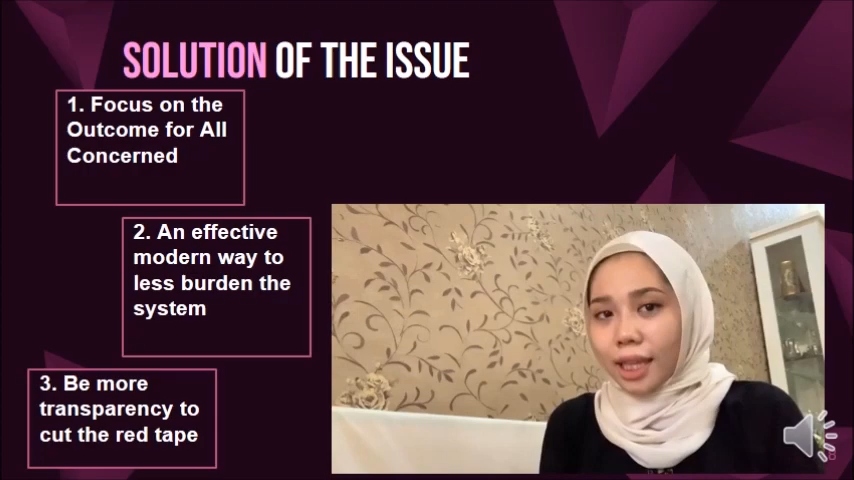 SOLUTION OF THE ISSUE
1. Focus on the
Outcome for All
Concerned
2. An effective
modern way to
less burden the
system
3. Be more
transparency to
cut the red tape